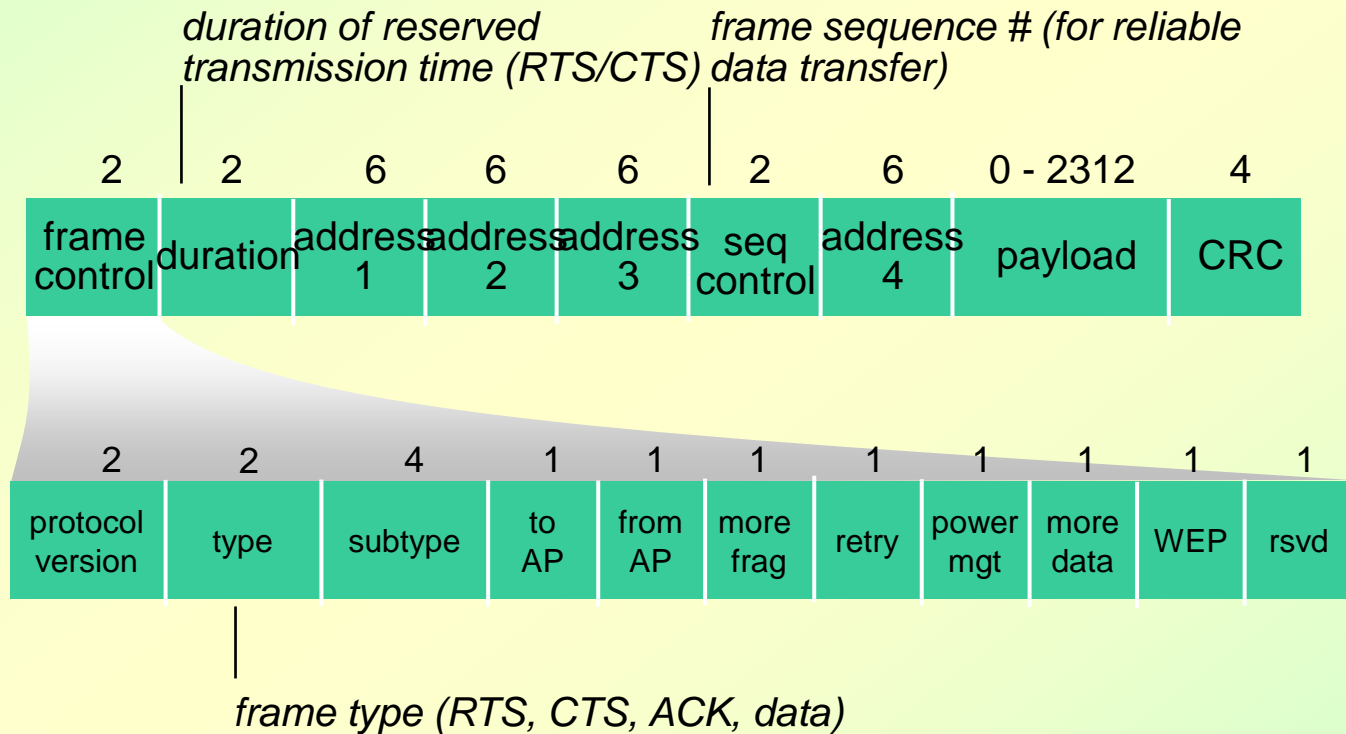 duration of reserved
transmission time (RTS/CTS)
frame sequence # (for reliable
data transfer)
2 2 6 6 6 2 6 0 - 2312 4
frame
control
duration
address
1
address
2
address
3
seq
control
address
4
payload
CRC
2 2 4 1 1 1 1 1 1 1 1
protocol
version
type
subtype
to
AP
from
AP
more
frag
retry
power
mgt
more
data
WEP
rsvd
frame type (RTS, CTS, ACK, data)